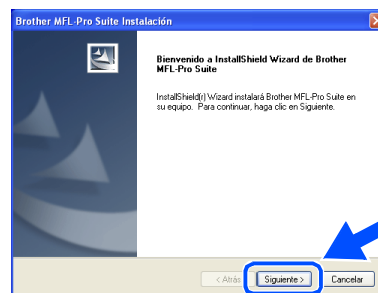 Brother MFL-Pro Suite Instalación
Bienvenido a InstallShield Wizard de Brother
MFL-Pro Suite
InstallShield(r) Wizard instalará Brother MFL-Pro Suite en
su equipo. Para continuar, haga clic en Siguiente.
< Atrás
Siguiente >
Cancelar